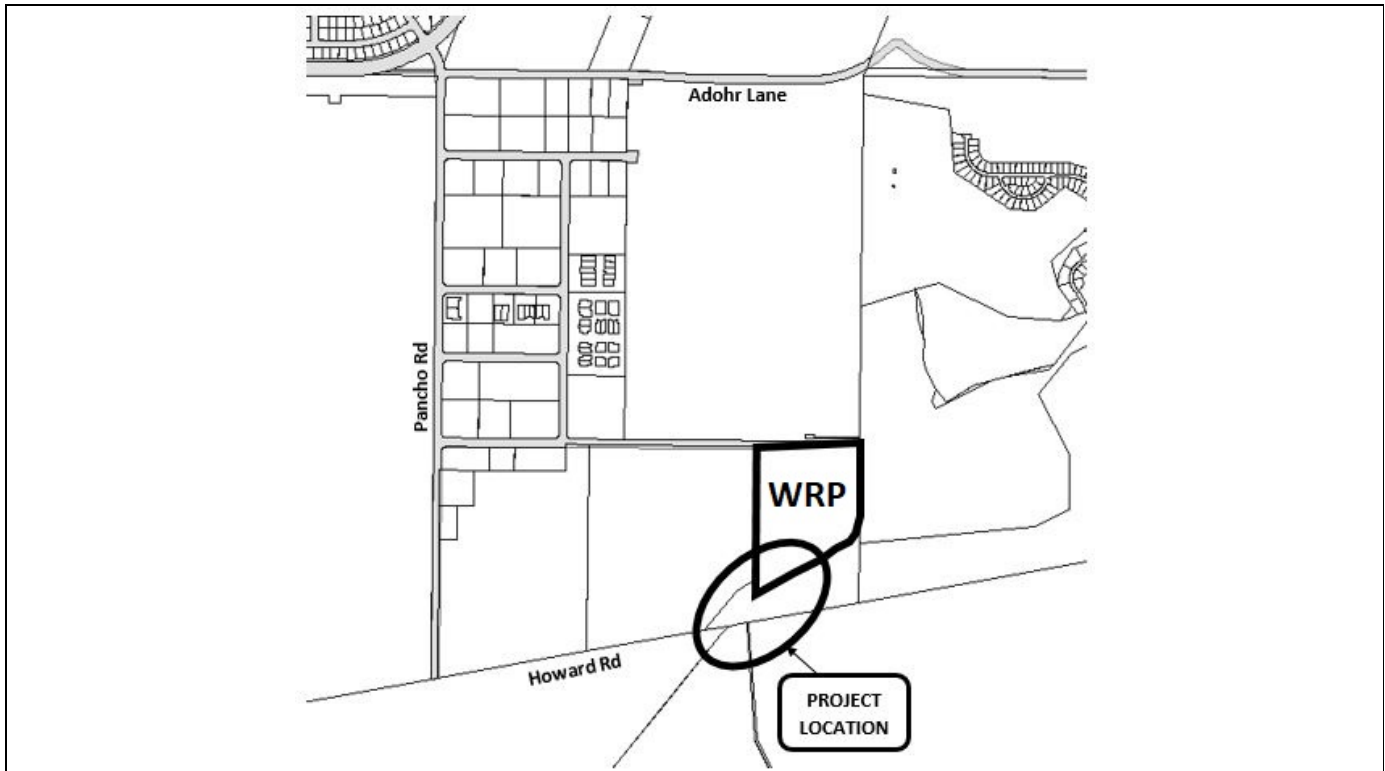 Adohr Lane
Pancho Rd
WRP
Howard Rd
PROJECT
LOCATION